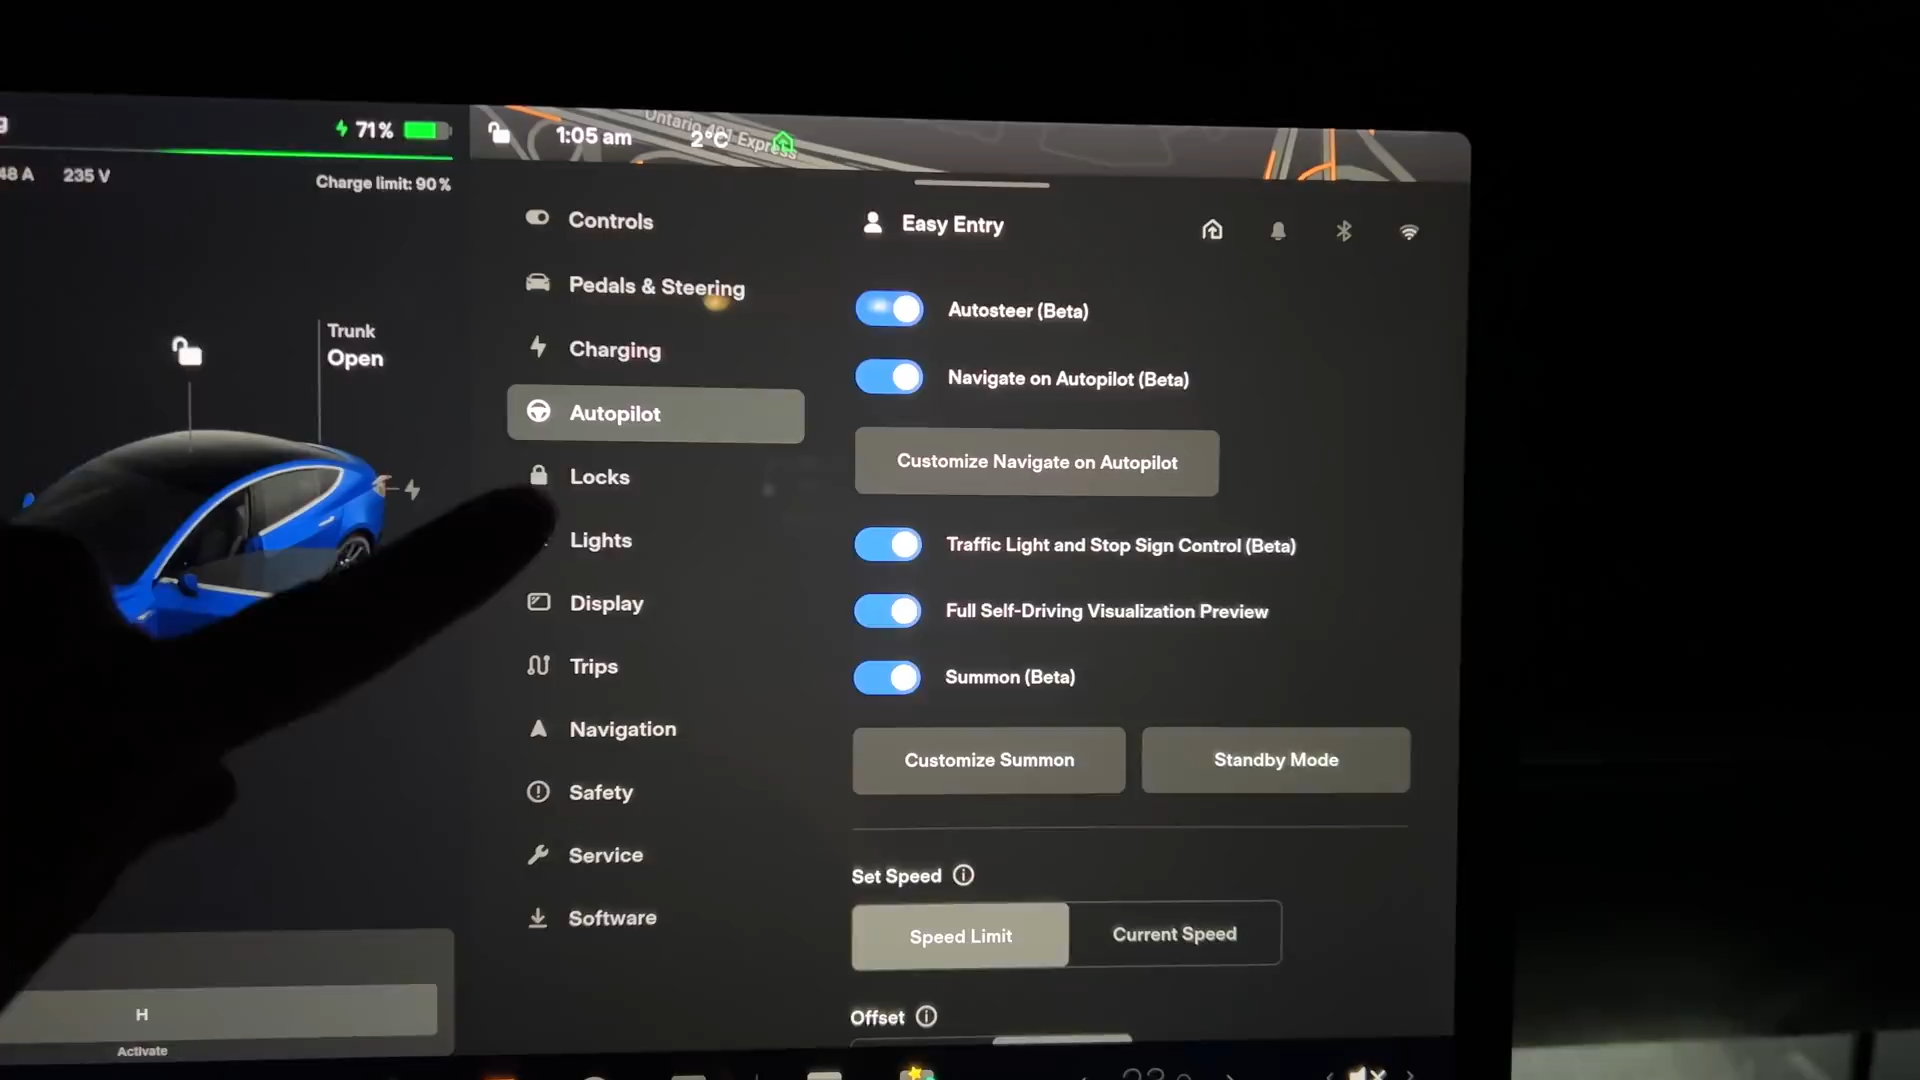 71%
48 A 235 V
Charge limit: 90%
Trunk
Open
H
Activate
1:05 am
2°C
Ontario 401 Express
Controls
Pedals & Steering
Charging
Autopilot
Locks
Lights
Display
Trips
Navigation
Safety
Service
Software
Easy Entry
Autosteer (Beta)
Navigate on Autopilot (Beta)
Customize Navigate on Autopilot
Traffic Light and Stop Sign Control (Beta)
Full Self-Driving Visualization Preview
Summon (Beta)
Customize Summon
Standby Mode
Set Speed
Speed Limit
Current Speed
Offset